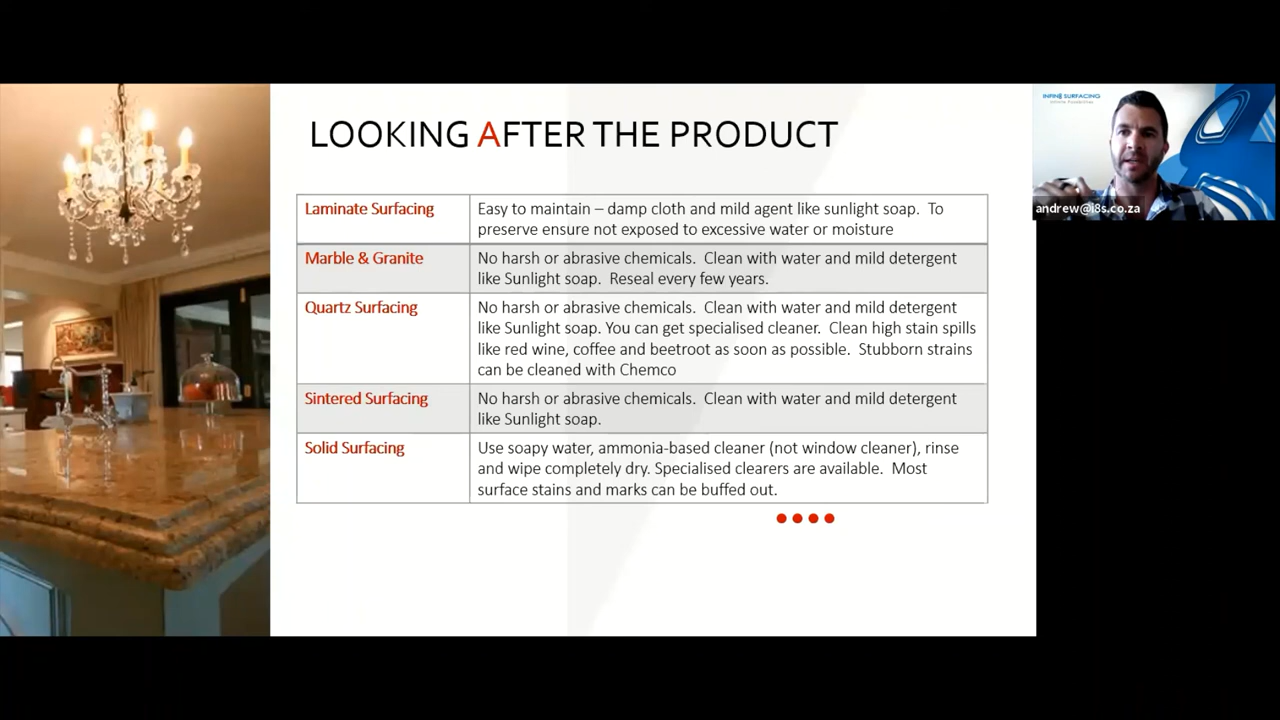 LOOKING AFTER THE PRODUCT
Laminate Surfacing
Easy to maintain – damp cloth and mild agent like sunlight soap. To
preserve ensure not exposed to excessive water or moisture
Marble & Granite
No harsh or abrasive chemicals. Clean with water and mild detergent
like Sunlight soap. Reseal every few years.
Quartz Surfacing
No harsh or abrasive chemicals. Clean with water and mild detergent
like Sunlight soap. You can get specialised cleaner. Clean high stain spills
like red wine, coffee and beetroot as soon as possible. Stubborn strains
can be cleaned with Chemco
Sintered Surfacing
No harsh or abrasive chemicals. Clean with water and mild detergent
like Sunlight soap.
Solid Surfacing
Use soapy water, ammonia-based cleaner (not window cleaner), rinse
and wipe completely dry. Specialised clearers are available. Most
surface stains and marks can be buffed out.
INFIN8 SURFACING
Infinite Possibilities
andrew@i8s.co.za